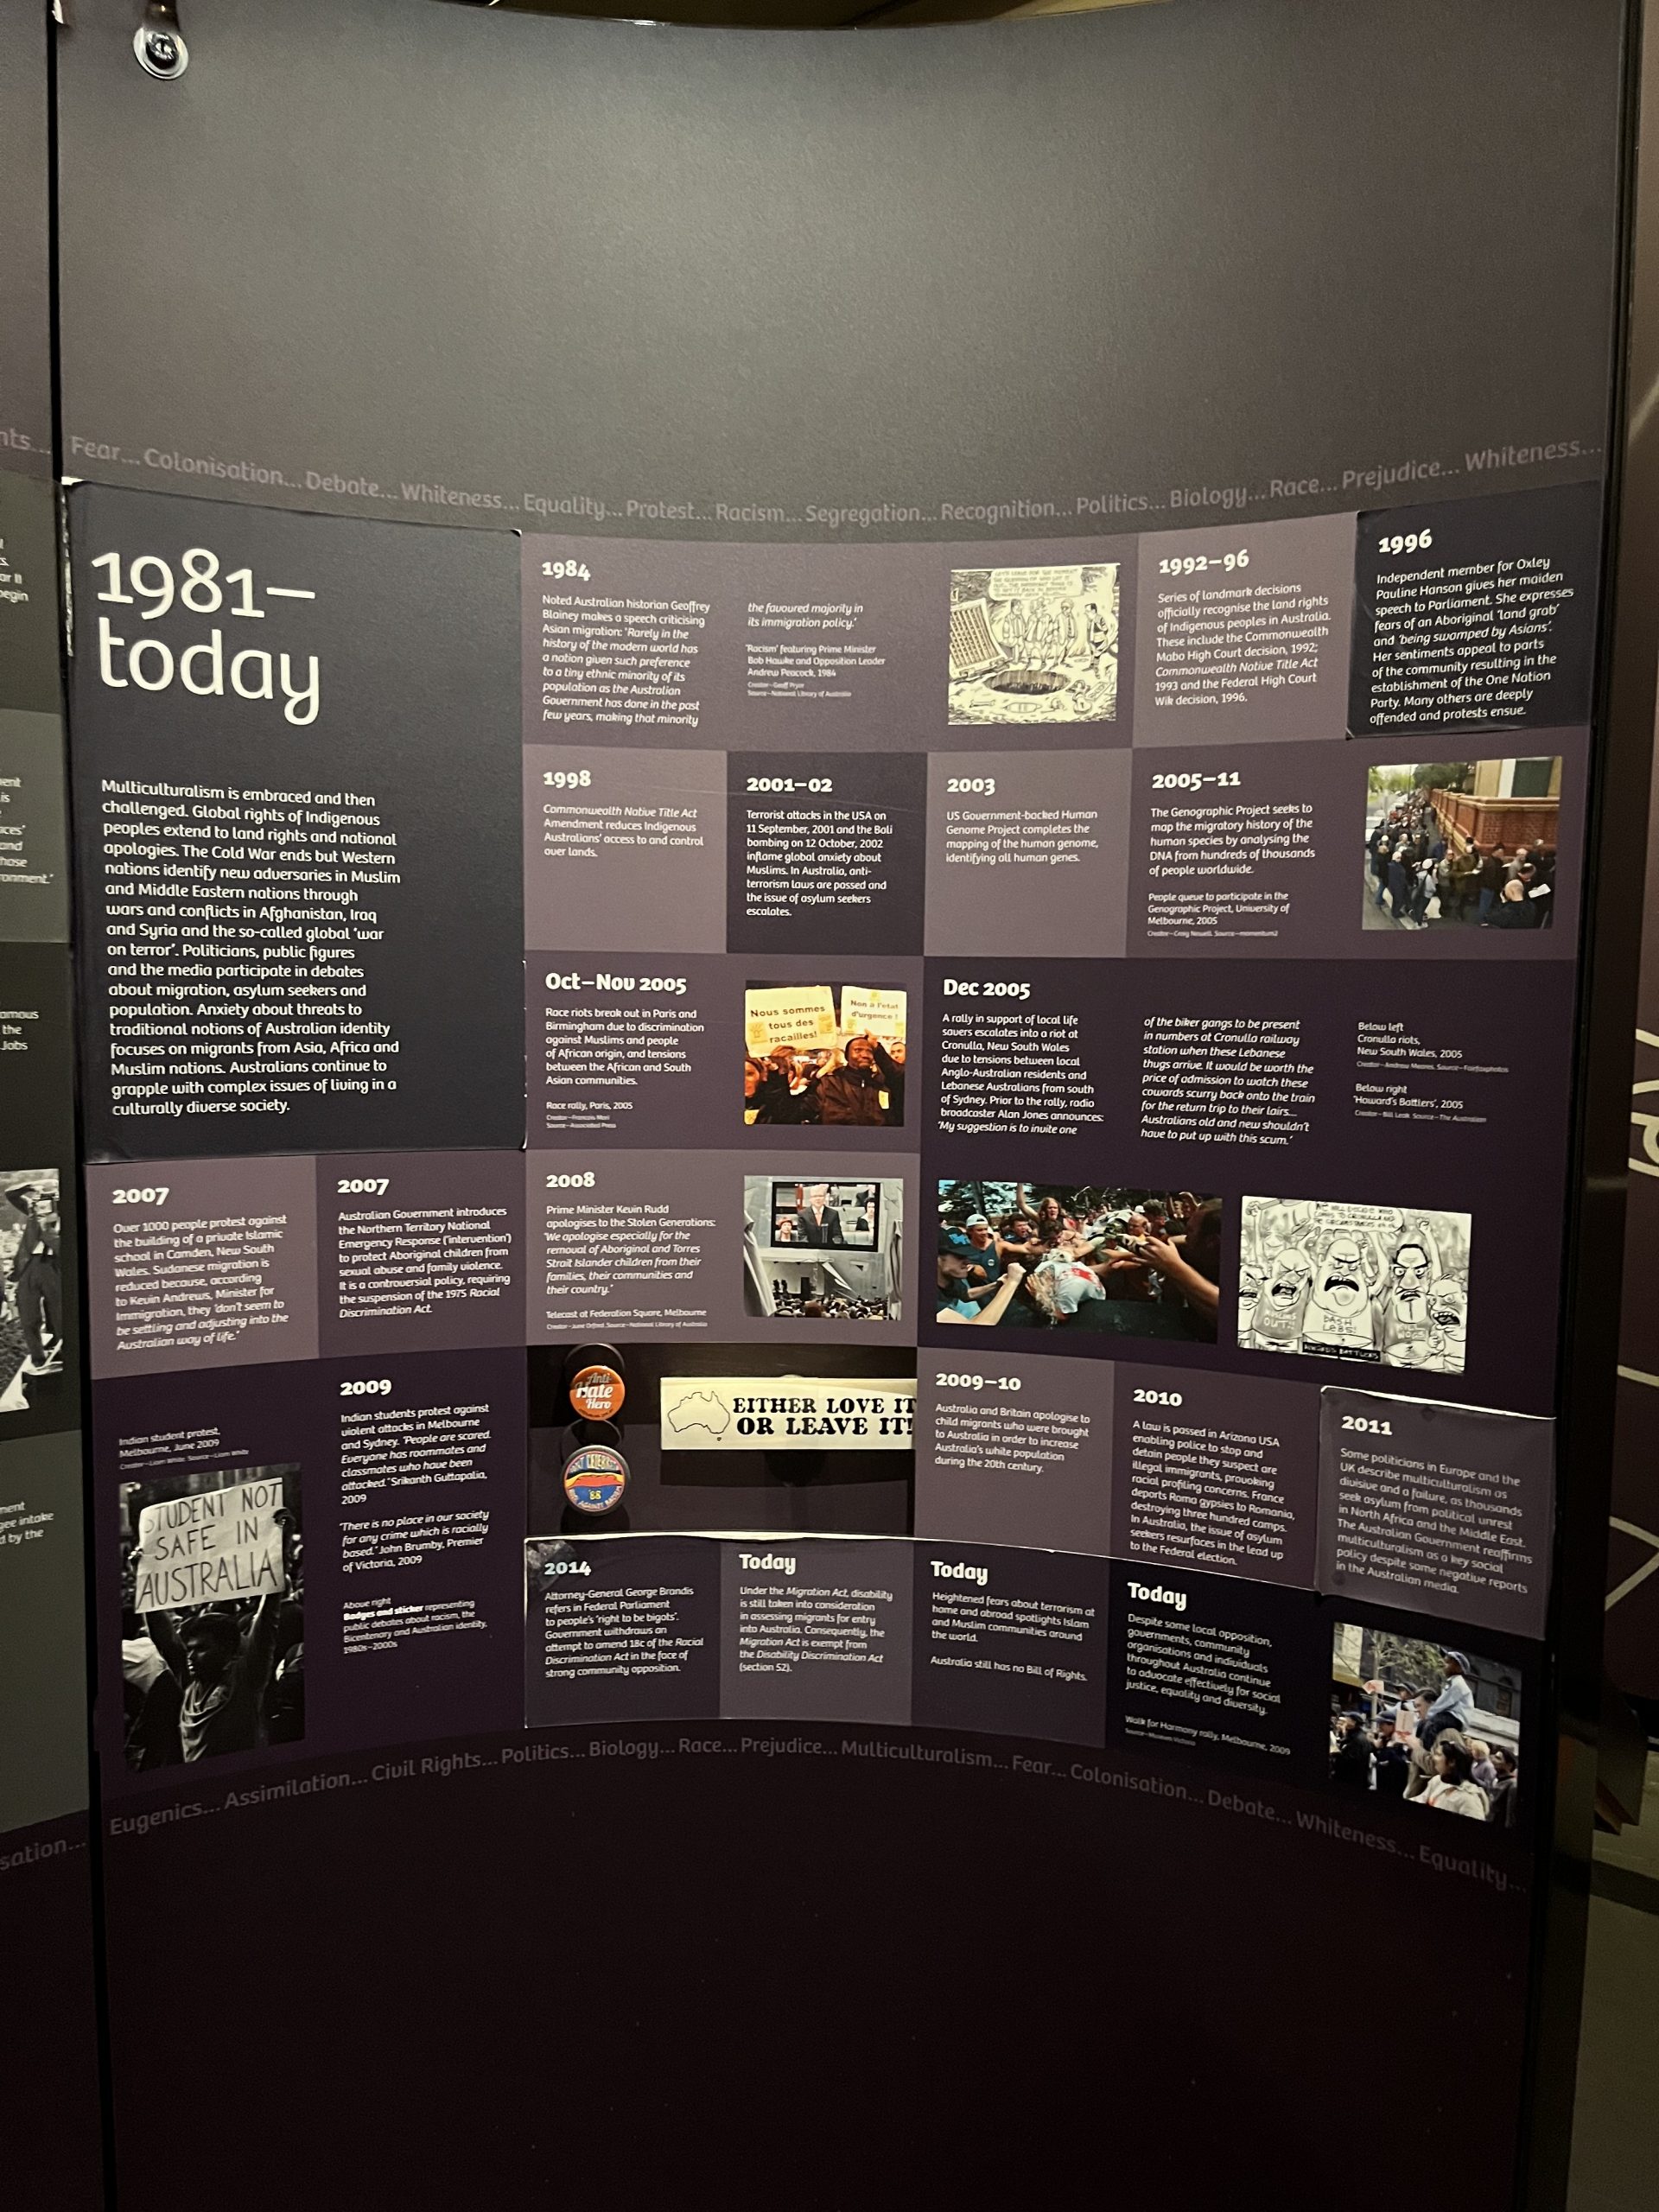 Fear... Colonisation... Debate... Whiteness... Equality... Protest... Racism... Segregation... Recognition... Politics... Biology... Race... Prejudice... Whiteness...
1981–
today
Multiculturalism is embraced and then
challenged. Global rights of Indigenous
peoples extend to land rights and national
apologies. The Cold War ends but Western
nations identify new adversaries in Muslim
and Middle Eastern nations through
wars and conflicts in Afghanistan, Iraq
and Syria and the so-called global ‘war
on terror’. Politicians, public figures
and the media participate in debates
about migration, asylum seekers and
population. Anxiety about threats to
traditional notions of Australian identity
focuses on migrants from Asia, Africa and
Muslim nations. Australians continue to
grapple with complex issues of living in a
culturally diverse society.
1984
Noted Australian historian Geoffrey
Blainey makes a speech criticising
Asian migration: ‘Rarely in the
history of the modern world has
a nation given such preference
to a tiny ethnic minority of its
population as the Australian
Government has done in the past
few years, making that minority
the favoured majority in
its immigration policy.’
‘Racism’ featuring Prime Minister
Bob Hawke and Opposition Leader
Andrew Peacock, 1984
Creator–Geoff Pryor
Source–National Library of Australia
1992–96
Series of landmark decisions
officially recognise the land rights
of Indigenous peoples in Australia.
These include the Commonwealth
Mabo High Court decision, 1992;
Commonwealth Native Title Act
1993 and the Federal High Court
Wik decision, 1996.
1996
Independent member for Oxley
Pauline Hanson gives her maiden
speech to Parliament. She expresses
fears of an Aboriginal ‘land grab’
and ‘being swamped by Asians’.
Her sentiments appeal to parts
of the community resulting in the
establishment of the One Nation
Party. Many others are deeply
offended and protests ensue.
1998
Commonwealth Native Title Act
Amendment reduces Indigenous
Australians’ access to and control
over lands.
2001–02
Terrorist attacks in the USA on
11 September, 2001 and the Bali
bombing on 12 October, 2002
inflame global anxiety about
Muslims. In Australia, anti-
terrorism laws are passed and
the issue of asylum seekers
escalates.
2003
US Government-backed Human
Genome Project completes the
mapping of the human genome,
identifying all human genes.
2005–11
The Genographic Project seeks to
map the migratory history of the
human species by analysing the
DNA from hundreds of thousands
of people worldwide.
People queue to participate in the
Genographic Project, University of
Melbourne, 2005
Creator–Craig Newell. Source–momentum2
Oct–Nov 2005
Race riots break out in Paris and
Birmingham due to discrimination
against Muslims and people
of African origin, and tensions
between the African and South
Asian communities.
Race rally, Paris, 2005
Creator–Francois Mori
Source–Associated Press
Nous sommes
tous des
racailles!
Non à l'état
d'urgence !
Dec 2005
A rally in support of local life
savers escalates into a riot at
Cronulla, New South Wales
due to tensions between local
Anglo-Australian residents and
Lebanese Australians from south
of Sydney. Prior to the rally, radio
broadcaster Alan Jones announces:
‘My suggestion is to invite one
of the biker gangs to be present
in numbers at Cronulla railway
station when these Lebanese
thugs arrive. It would be worth the
price of admission to watch these
cowards scurry back onto the train
for the return trip to their lairs...
Australians old and new shouldn’t
have to put up with this scum.’
Below left
Cronulla riots,
New South Wales, 2005
Creator–Andrew Meares. Source–Fairfaxphotos
Below right
‘Howard’s Battlers’, 2005
Creator–Bill Leak. Source–The Australian
2007
Over 1000 people protest against
the building of a private Islamic
school in Camden, New South
Wales. Sudanese migration is
reduced because, according
to Kevin Andrews, Minister for
Immigration, they ‘don’t seem to
be settling and adjusting into the
Australian way of life.’
2007
Australian Government introduces
the Northern Territory National
Emergency Response (‘intervention’)
to protect Aboriginal children from
sexual abuse and family violence.
It is a controversial policy, requiring
the suspension of the 1975 Racial
Discrimination Act.
2008
Prime Minister Kevin Rudd
apologises to the Stolen Generations:
‘We apologise especially for the
removal of Aboriginal and Torres
Strait Islander children from their
families, their communities and
their country.’
Telecast at Federation Square, Melbourne
Creator–June Orford. Source–National Library of Australia
Indian student protest,
Melbourne, June 2009
Creator–Liam White. Source–Liam White
STUDENT NOT
SAFE IN
AUSTRALIA
2009
Indian students protest against
violent attacks in Melbourne
and Sydney. ‘People are scared.
Everyone has roommates and
classmates who have been
attacked.’ Srikanth Guttapalia,
2009
‘There is no place in our society
for any crime which is racially
based.’ John Brumby, Premier
of Victoria, 2009
Above right
Badges and sticker representing
public debates about racism, the
Bicentenary and Australian identity,
1980s–2000s
Anti
Hate
Hero
88
EITHER LOVE IT
OR LEAVE IT!
2009–10
Australia and Britain apologise to
child migrants who were brought
to Australia in order to increase
Australia’s white population
during the 20th century.
2010
A law is passed in Arizona USA
enabling police to stop and
detain people they suspect are
illegal immigrants, provoking
racial profiling concerns. France
deports Roma gypsies to Romania,
destroying three hundred camps.
In Australia, the issue of asylum
seekers resurfaces in the lead up
to the Federal election.
2011
Some politicians in Europe and the
UK describe multiculturalism as
divisive and a failure, as thousands
seek asylum from political unrest
in North Africa and the Middle East.
The Australian Government reaffirms
multiculturalism as a key social
policy despite some negative reports
in the Australian media.
2014
Attorney-General George Brandis
refers in Federal Parliament
to people’s ‘right to be bigots’.
Government withdraws an
attempt to amend 18c of the Racial
Discrimination Act in the face of
strong community opposition.
Today
Under the Migration Act, disability
is still taken into consideration
in assessing migrants for entry
into Australia. Consequently, the
Migration Act is exempt from
the Disability Discrimination Act
(section 52).
Today
Heightened fears about terrorism at
home and abroad spotlights Islam
and Muslim communities around
the world.
Australia still has no Bill of Rights.
Today
Despite some local opposition,
governments, community
organisations and individuals
throughout Australia continue
to advocate effectively for social
justice, equality and diversity.
Walk for Harmony rally, Melbourne, 2009
Source–Museum Victoria
Eugenics... Assimilation... Civil Rights... Politics... Biology... Race... Prejudice... Multiculturalism... Fear... Colonisation... Debate... Whiteness... Equality...